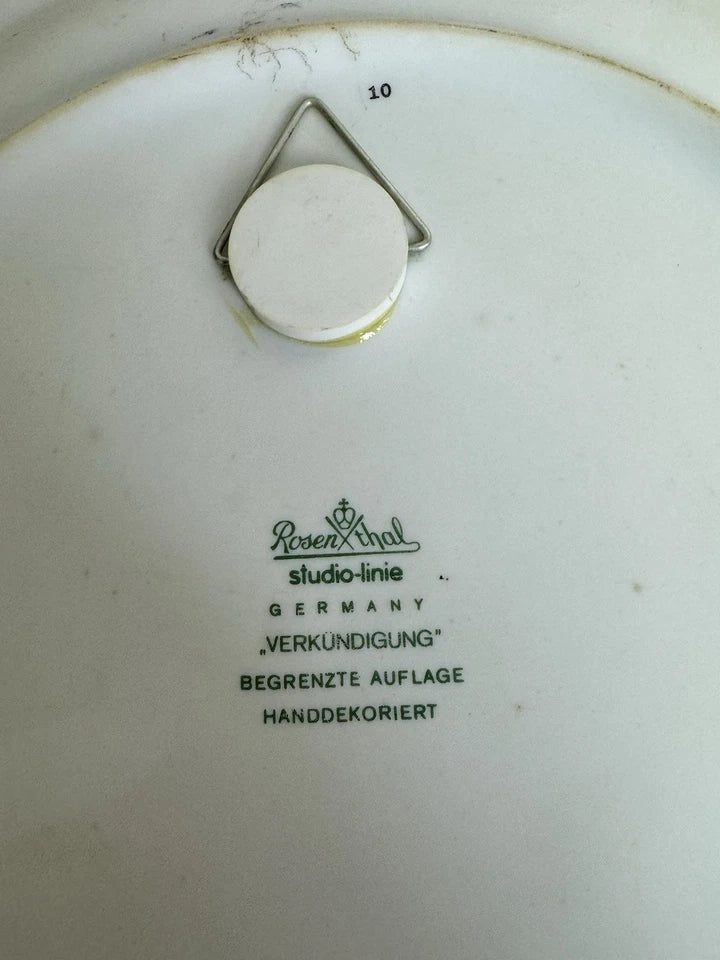 10
Rosenthal
studio-linie
GERMANY
„VERKÜNDIGUNG"
BEGRENZTE AUFLAGE
HANDDEKORIERT